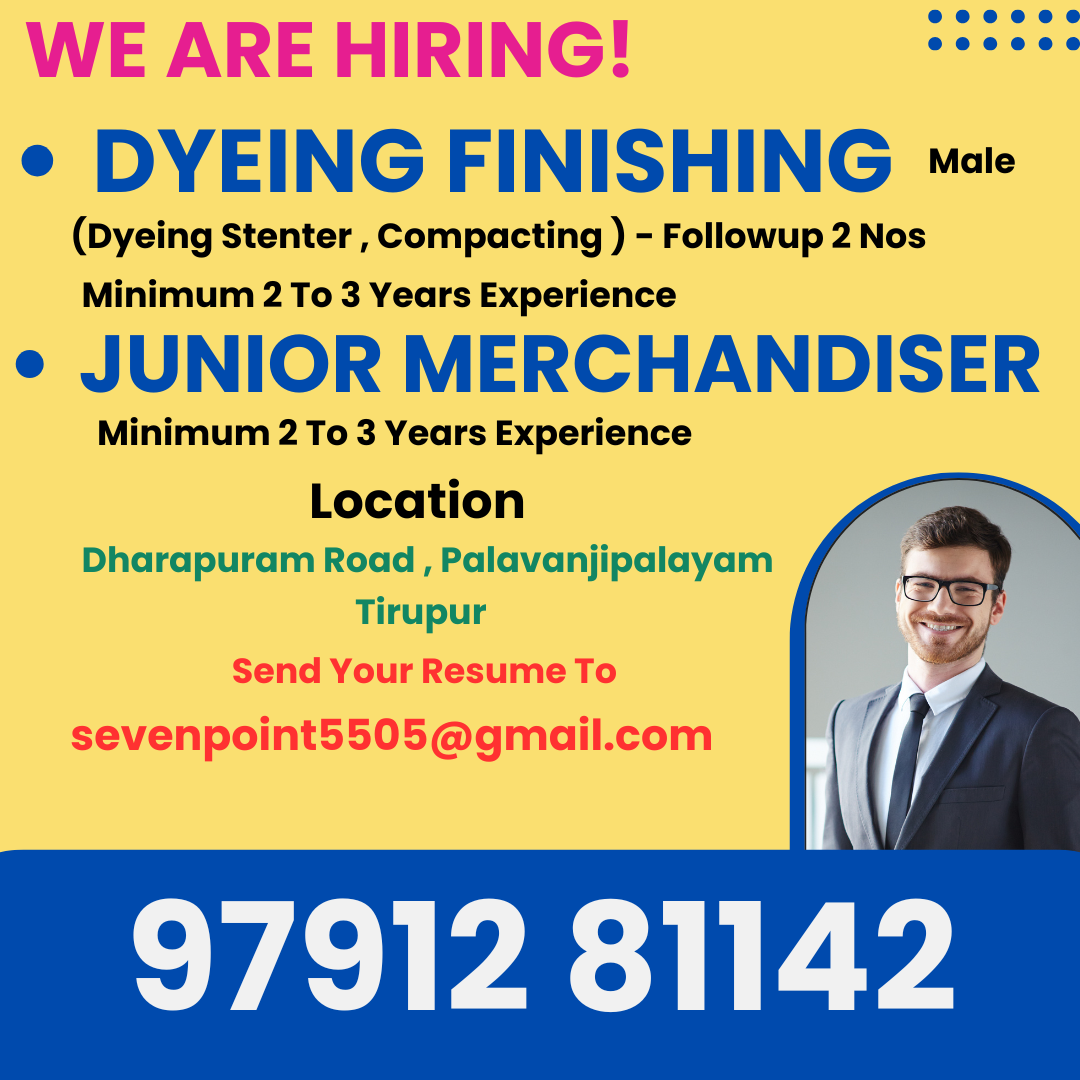 WE ARE HIRING!
• DYEING FINISHING Male
(Dyeing Stenter , Compacting ) - Followup 2 Nos
Minimum 2 To 3 Years Experience
• JUNIOR MERCHANDISER
Minimum 2 To 3 Years Experience
Location
Dharapuram Road , Palavanjipalayam
Tirupur
Send Your Resume To
sevenpoint5505@gmail.com
97912 81142